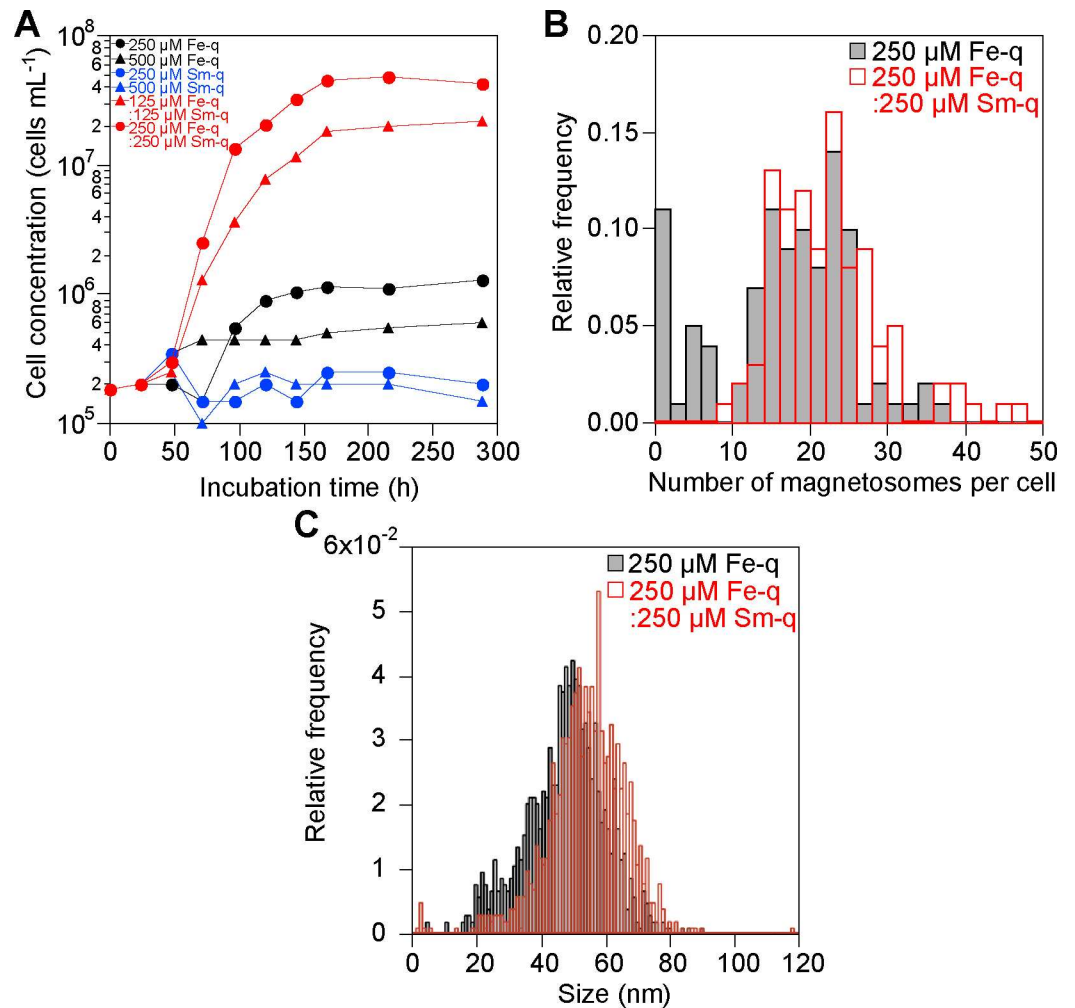 A
Cell concentration (cells mL-1)
10^8
4
2
10^7
8
6
4
2
10^6
8
6
4
2
10^5
250 µM Fe-q
500 µM Fe-q
250 µM Sm-q
500 µM Sm-q
125 µM Fe-q
:125 µM Sm-q
250 µM Fe-q
:250 µM Sm-q
0 50 100 150 200 250 300
Incubation time (h)
B
Relative frequency
0.20
0.15
0.10
0.05
0.00
250 µM Fe-q
250 µM Fe-q
:250 µM Sm-q
0 10 20 30 40 50
Number of magnetosomes per cell
C
Relative frequency
6x10^-2
5
4
3
2
1
0
250 µM Fe-q
250 µM Fe-q
:250 µM Sm-q
0 20 40 60 80 100 120
Size (nm)